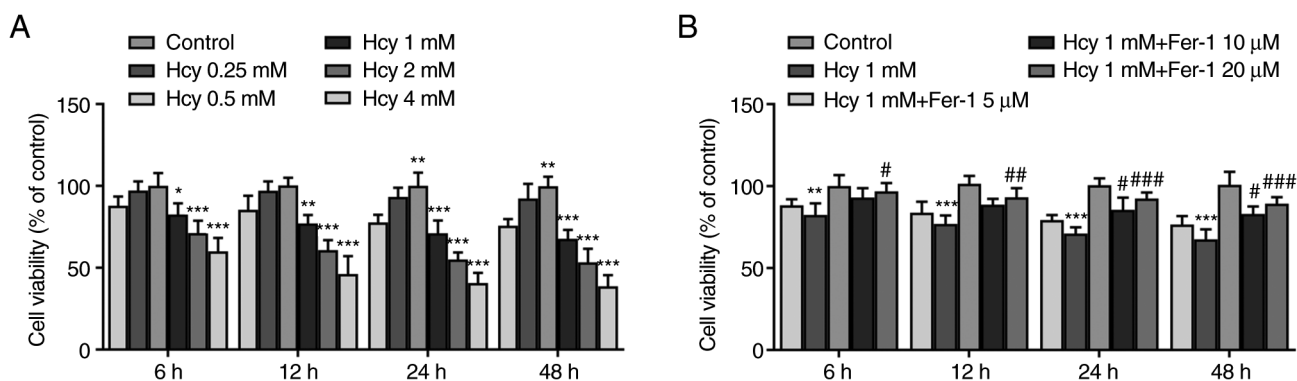 A
Control
Hcy 0.25 mM
Hcy 0.5 mM
Hcy 1 mM
Hcy 2 mM
Hcy 4 mM
Cell viability (% of control)
150
100
50
0
* *** ***
** *** ***
** *** *** ***
** *** *** ***
6 h 12 h 24 h 48 h
B
Control
Hcy 1 mM
Hcy 1 mM+Fer-1 5 μM
Hcy 1 mM+Fer-1 10 μM
Hcy 1 mM+Fer-1 20 μM
Cell viability (% of control)
150
100
50
0
** #
*** ##
*** # ###
*** # ###
6 h 12 h 24 h 48 h